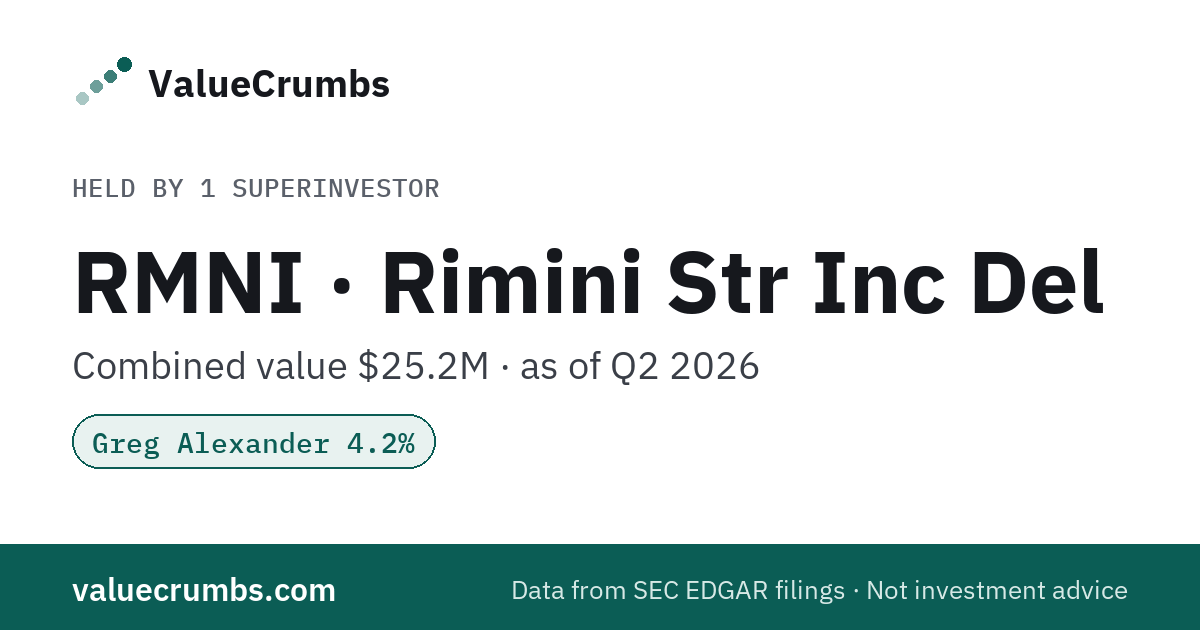 ValueCrumbs
HELD BY 1 SUPERINVESTOR
RMNI · Rimini Str Inc Del
Combined value $25.2M · as of Q2 2026
Greg Alexander 4.2%
valuecrumbs.com
Data from SEC EDGAR filings · Not investment advice